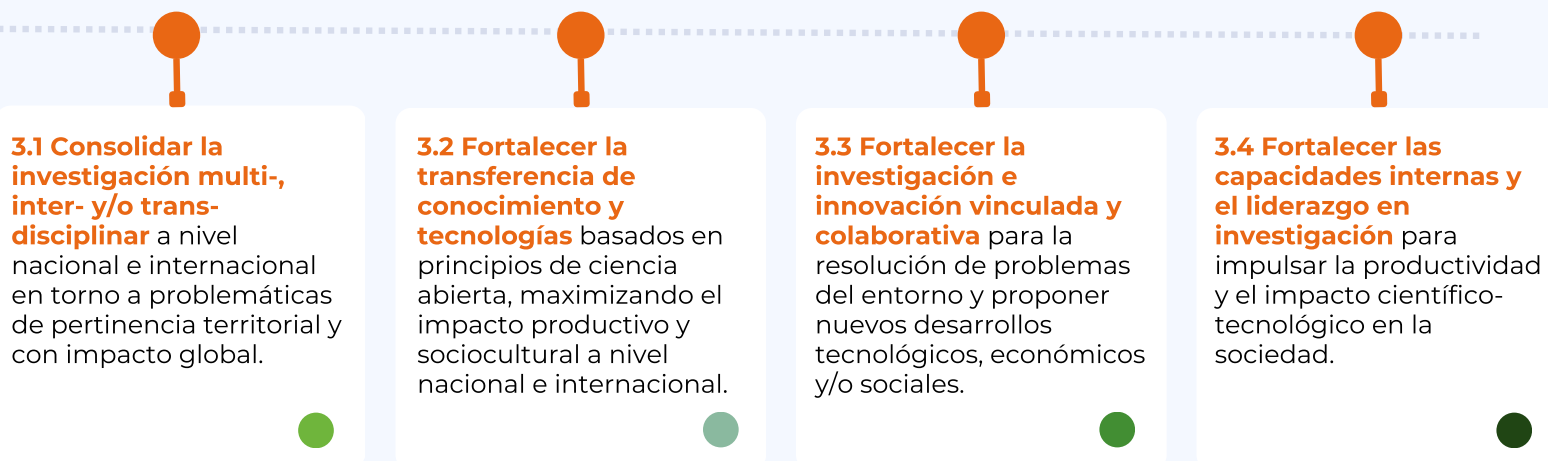 3.1 Consolidar la
investigación multi-,
inter- y/o trans-
disciplinar a nivel
nacional e internacional
en torno a problemáticas
de pertinencia territorial y
con impacto global.
3.2 Fortalecer la
transferencia de
conocimiento y
tecnologías basados en
principios de ciencia
abierta, maximizando el
impacto productivo y
sociocultural a nivel
nacional e internacional.
3.3 Fortalecer la
investigación e
innovación vinculada y
colaborativa para la
resolución de problemas
del entorno y proponer
nuevos desarrollos
tecnológicos, económicos
y/o sociales.
3.4 Fortalecer las
capacidades internas y
el liderazgo en
investigación para
impulsar la productividad
y el impacto científico-
tecnológico en la
sociedad.